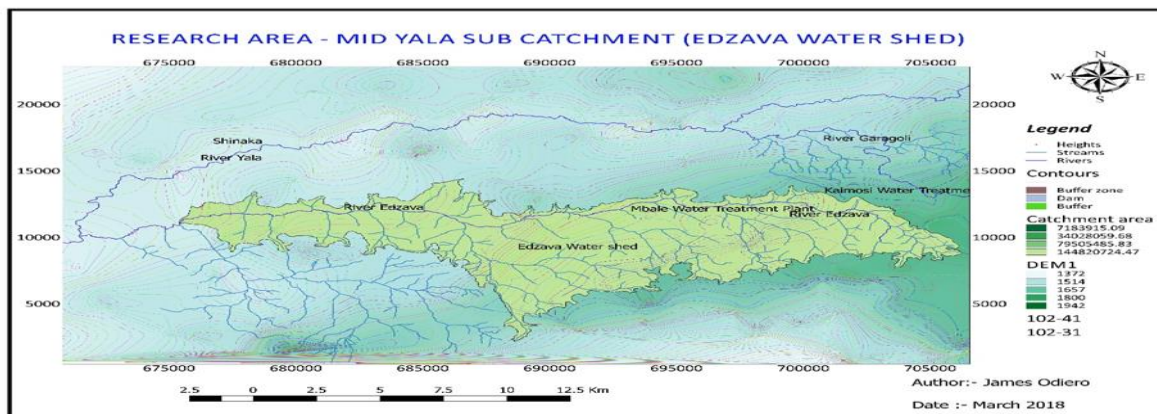 RESEARCH AREA - MID YALA SUB CATCHMENT (EDZAVA WATER SHED)
675000 680000 685000 690000 695000 700000 705000
N
W E
S
20000 20000
Shinaka
River Garagoli
River Yala
15000 15000
Kaimosi Water Treatme
River Edzava
Mbale Water Treatment Plant
River Edzava
10000 10000
Edzava Water shed
5000 5000
675000 680000 685000 690000 695000 700000 705000
2.5 0 2.5 5 7.5 10 12.5 Km
Legend
Heights
Streams
Rivers
Contours
Buffer zone
Dam
Buffer
Catchment area
7183915.09
34028059.68
79505485.83
144820724.47
DEM1
1372
1514
1657
1800
1942
102-41
102-31
Author:- James Odiero
Date :- March 2018